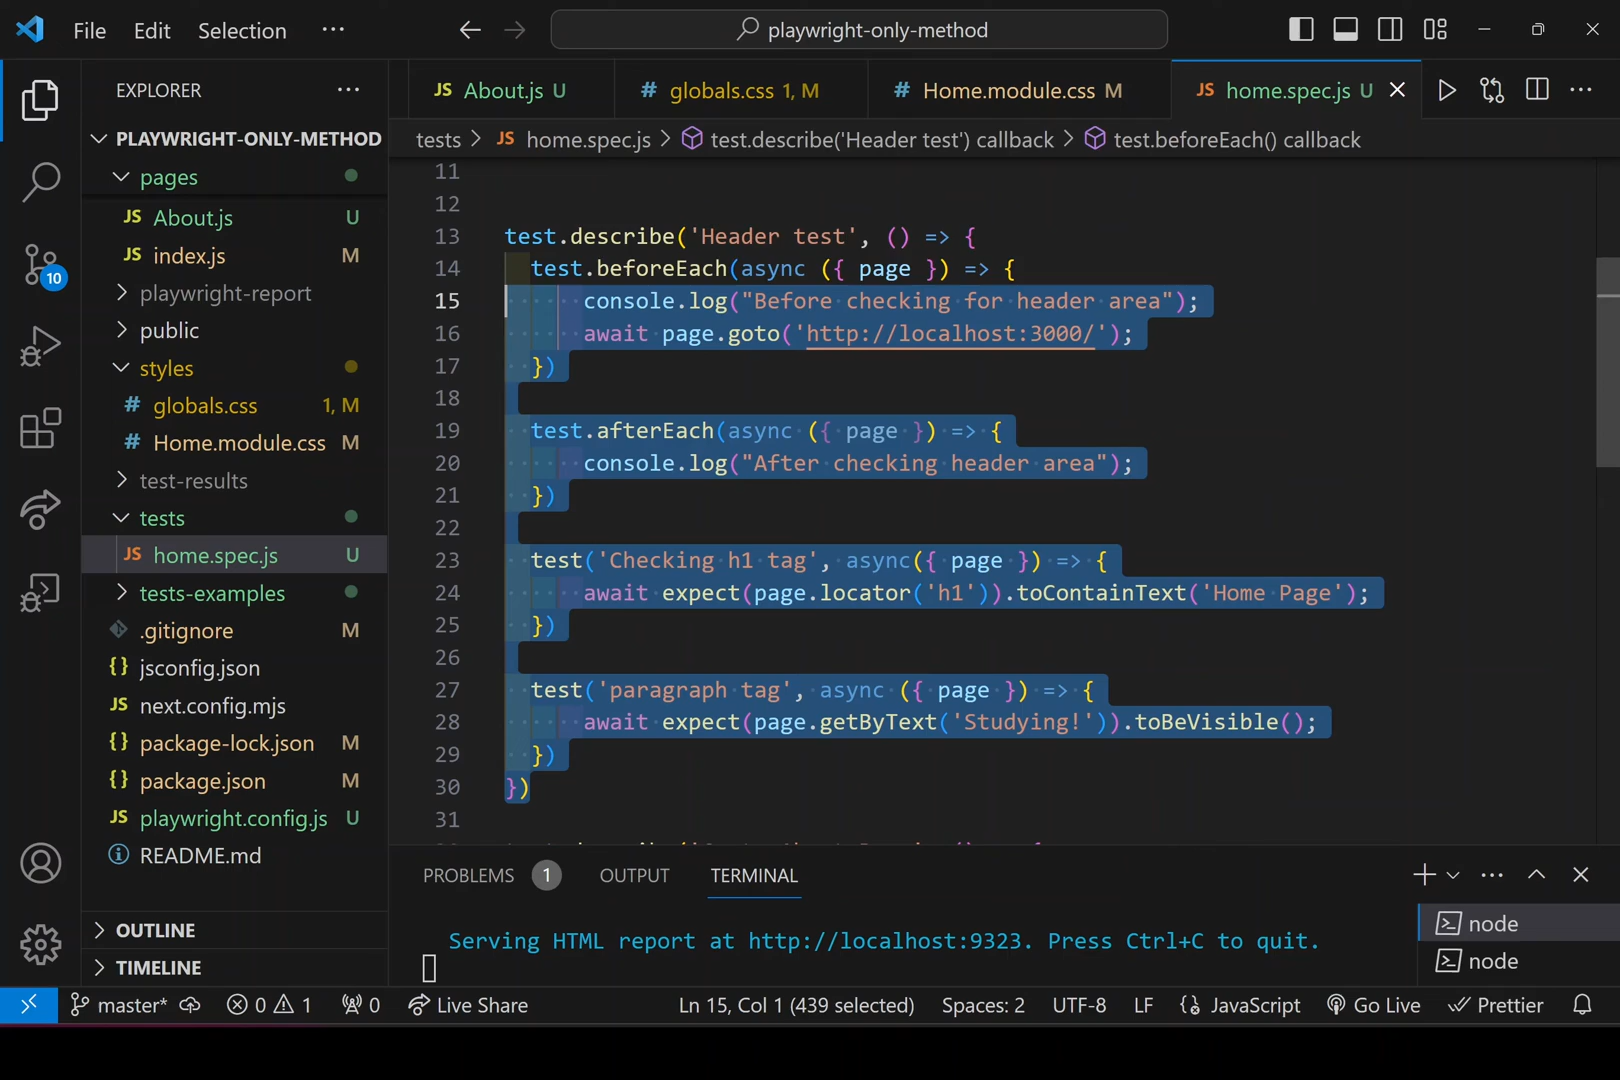 File Edit Selection ··· playwright-only-method
EXPLORER ···
PLAYWRIGHT-ONLY-METHOD
pages
JS About.js U
JS index.js M
playwright-report
public
styles
# globals.css 1, M
# Home.module.css M
test-results
tests
JS home.spec.js U
tests-examples
.gitignore M
{} jsconfig.json
JS next.config.mjs
{} package-lock.json M
{} package.json M
JS playwright.config.js U
README.md
OUTLINE
TIMELINE
10
JS About.js U # globals.css 1, M # Home.module.css M JS home.spec.js U
tests > JS home.spec.js > test.describe('Header test') callback > test.beforeEach() callback
11
12
13 test.describe('Header test', () => {
14 test.beforeEach(async ({ page }) => {
15 console.log("Before checking for header area");
16 await page.goto('http://localhost:3000/');
17 })
18
19 test.afterEach(async ({ page }) => {
20 console.log("After checking header area");
21 })
22
23 test('Checking h1 tag', async({ page }) => {
24 await expect(page.locator('h1')).toContainText('Home Page');
25 })
26
27 test('paragraph tag', async ({ page }) => {
28 await expect(page.getByText('Studying!')).toBeVisible();
29 })
30 })
31
PROBLEMS 1 OUTPUT TERMINAL
Serving HTML report at http://localhost:9323. Press Ctrl+C to quit.
node
node
master* 0 1 0 Live Share Ln 15, Col 1 (439 selected) Spaces: 2 UTF-8 LF {} JavaScript Go Live Prettier